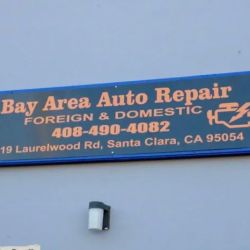 Bay Area Auto Repair
FOREIGN & DOMESTIC
408-490-4082
19 Laurelwood Rd, Santa Clara, CA 95054